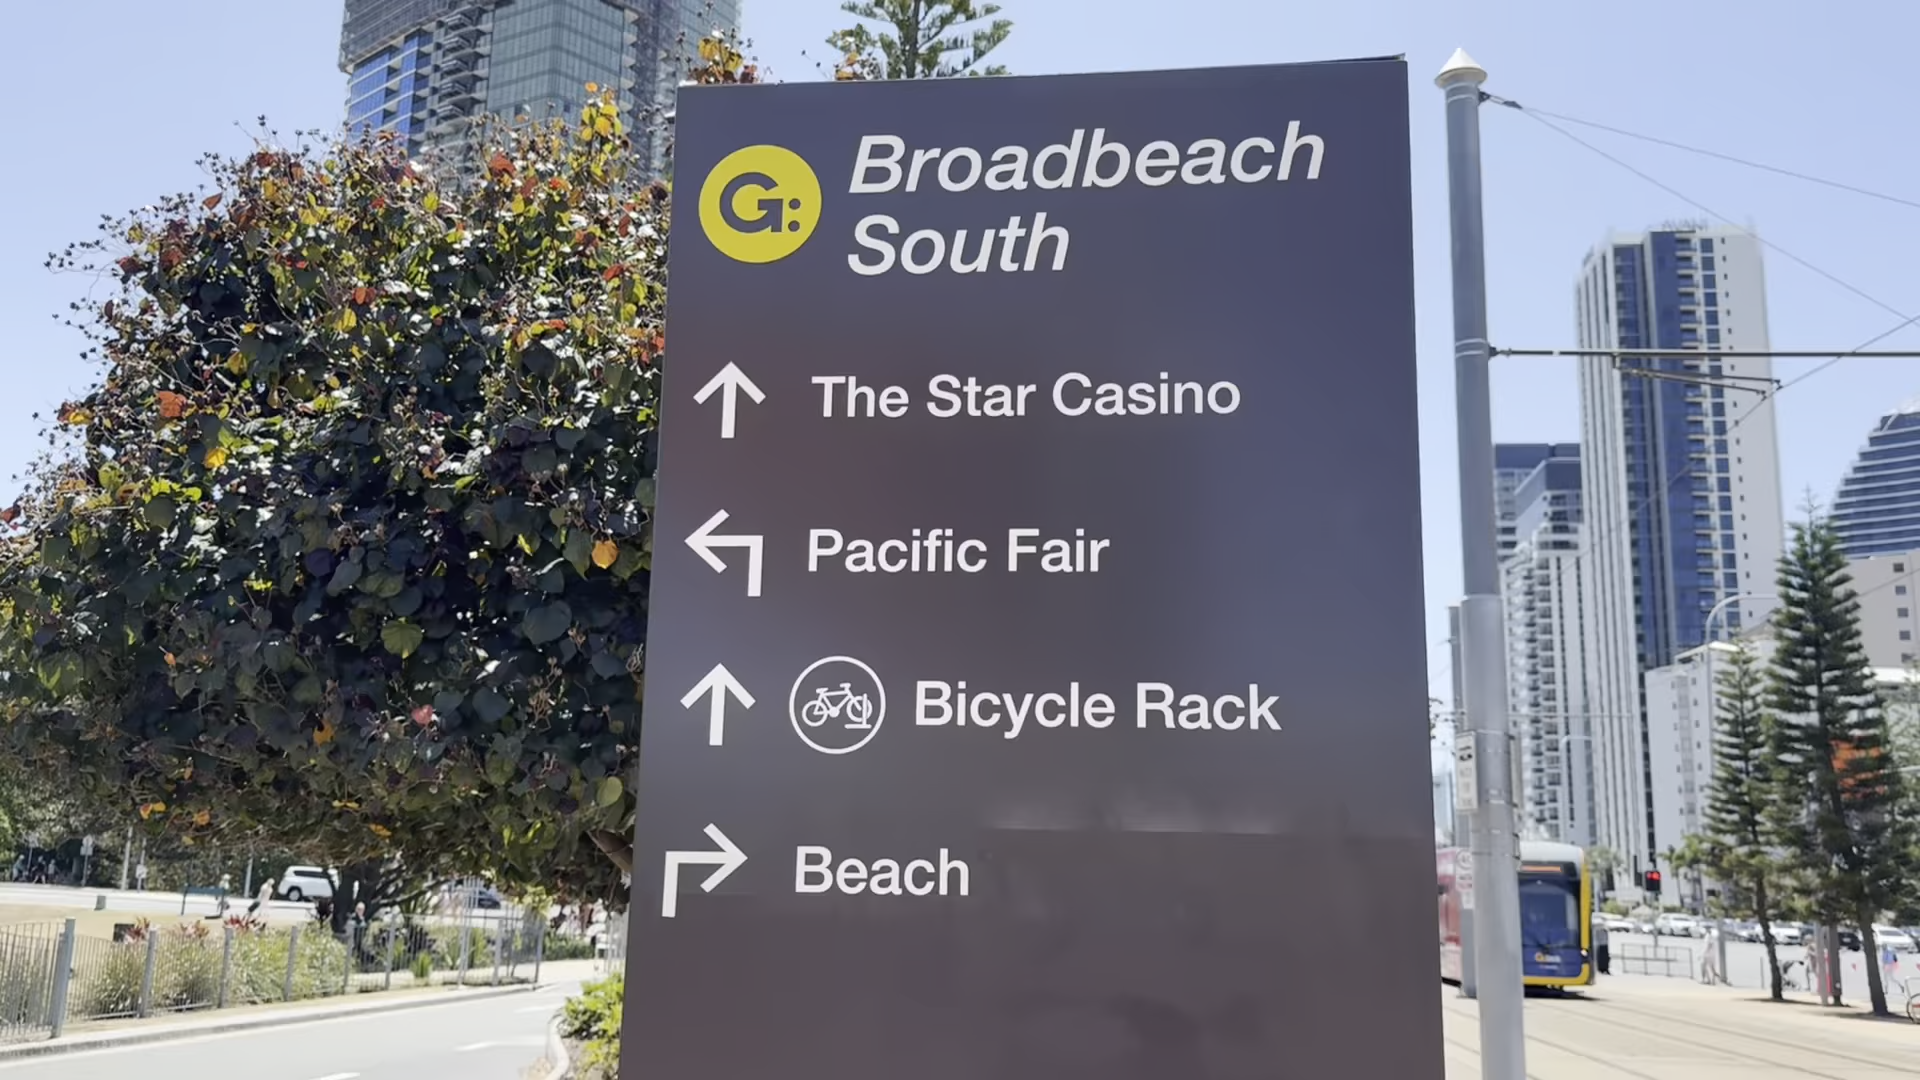 G:
Broadbeach
South
The Star Casino
Pacific Fair
Bicycle Rack
Beach